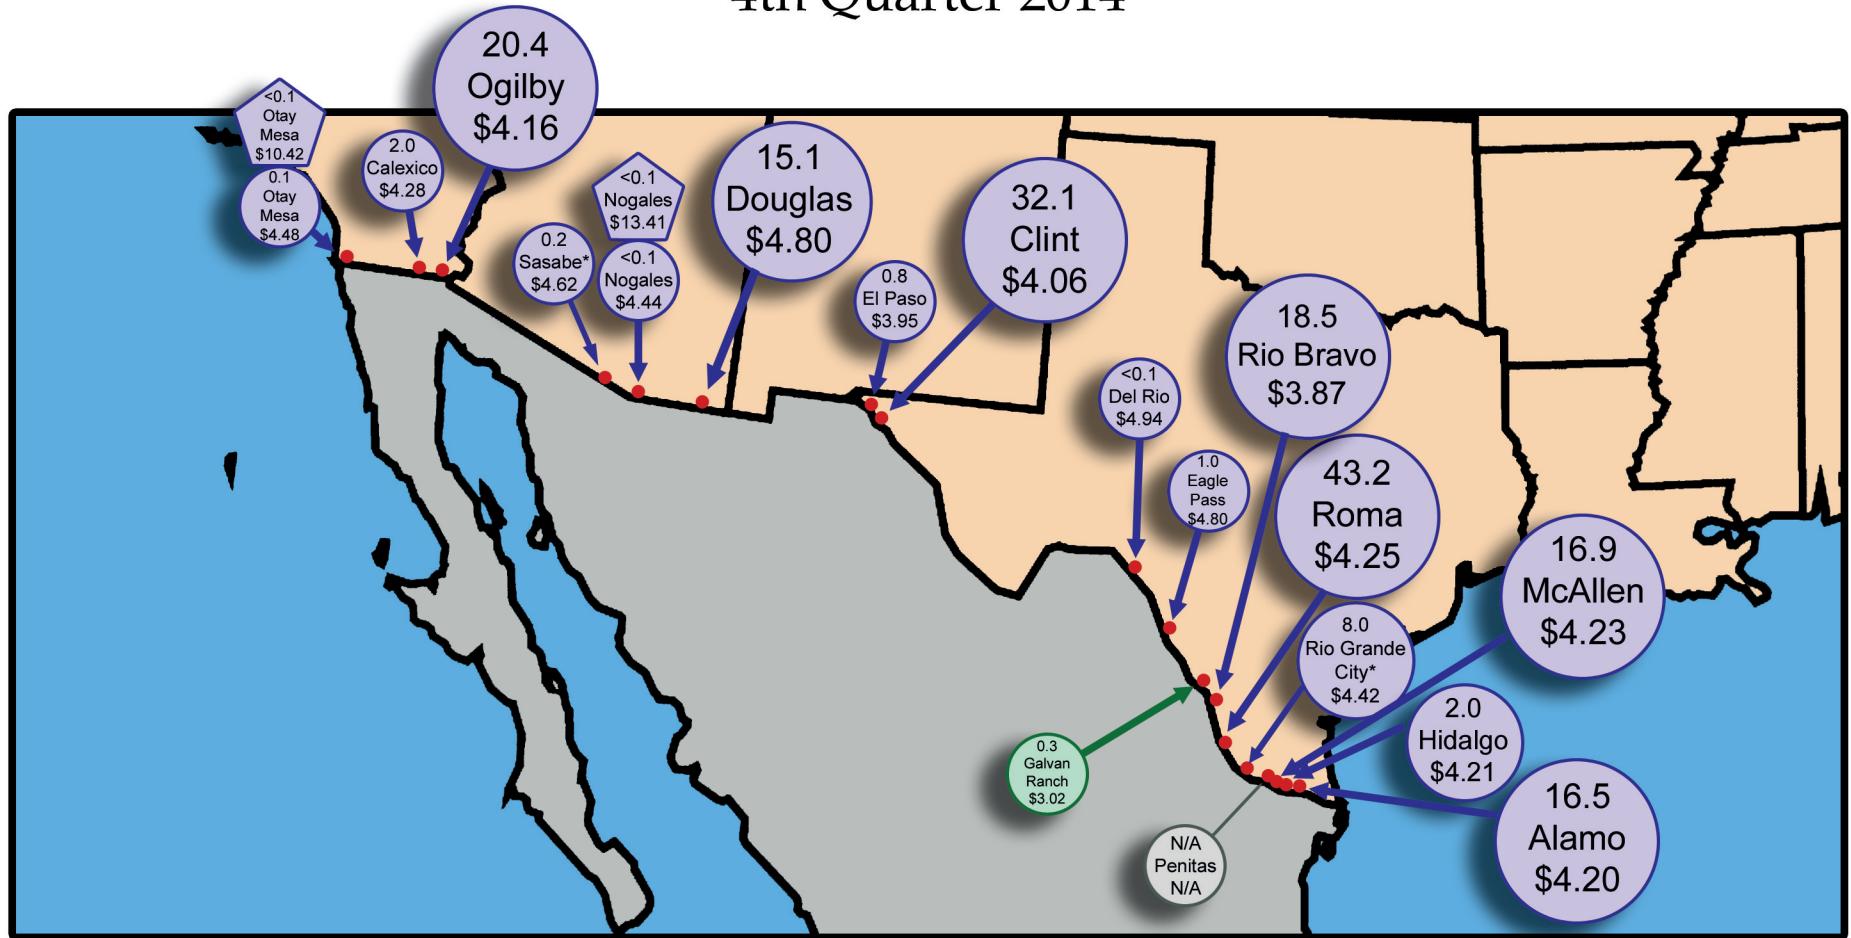 4th Quarter 2014
20.4
Ogilby
$4.16
<0.1
Otay
Mesa
$10.42
0.1
Otay
Mesa
$4.48
2.0
Calexico
$4.28
0.2
Sasabe*
$4.62
<0.1
Nogales
$13.41
<0.1
Nogales
$4.44
15.1
Douglas
$4.80
0.8
El Paso
$3.95
32.1
Clint
$4.06
<0.1
Del Rio
$4.94
1.0
Eagle
Pass
$4.80
18.5
Rio Bravo
$3.87
43.2
Roma
$4.25
8.0
Rio Grande
City*
$4.42
16.9
McAllen
$4.23
2.0
Hidalgo
$4.21
16.5
Alamo
$4.20
0.3
Galvan
Ranch
$3.02
N/A
Penitas
N/A